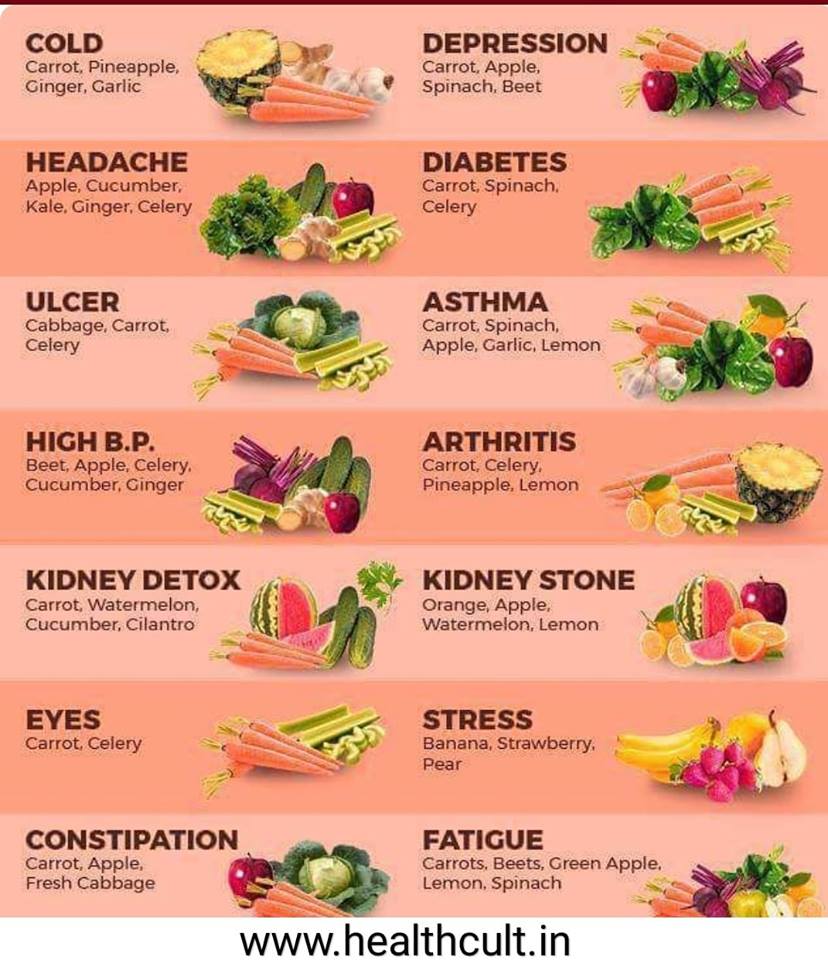 COLD
Carrot, Pineapple,
Ginger, Garlic
DEPRESSION
Carrot, Apple,
Spinach, Beet
HEADACHE
Apple, Cucumber,
Kale, Ginger, Celery
DIABETES
Carrot, Spinach,
Celery
ULCER
Cabbage, Carrot,
Celery
ASTHMA
Carrot, Spinach,
Apple, Garlic, Lemon
HIGH B.P.
Beet, Apple, Celery,
Cucumber, Ginger
ARTHRITIS
Carrot, Celery,
Pineapple, Lemon
KIDNEY DETOX
Carrot, Watermelon,
Cucumber, Cilantro
KIDNEY STONE
Orange, Apple,
Watermelon, Lemon
EYES
Carrot, Celery
STRESS
Banana, Strawberry,
Pear
CONSTIPATION
Carrot, Apple,
Fresh Cabbage
FATIGUE
Carrots, Beets, Green Apple,
Lemon, Spinach
www.healthcult.in